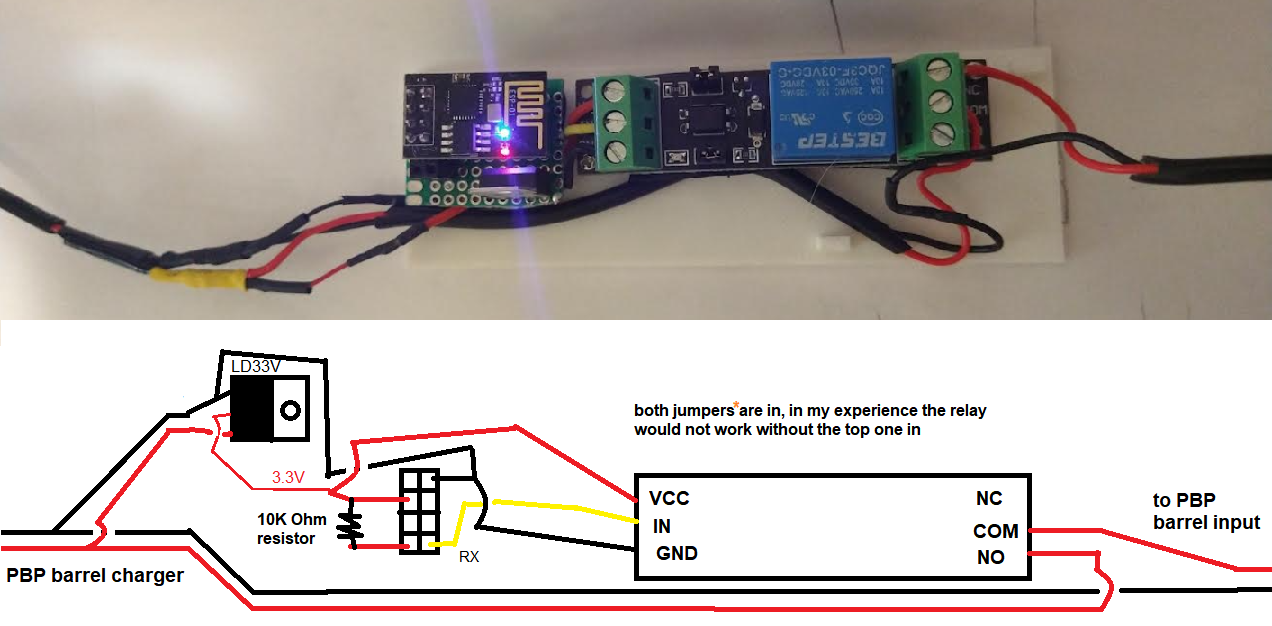 ESP-01
JQC3F-03VDC-C
BESTEP
NC
LD33V
both jumpers*are in, in my experience the relay
would not work without the top one in
3.3V
10K Ohm
resistor
RX
VCC
IN
GND
NC
COM
NO
to PBP
barrel input
PBP barrel charger